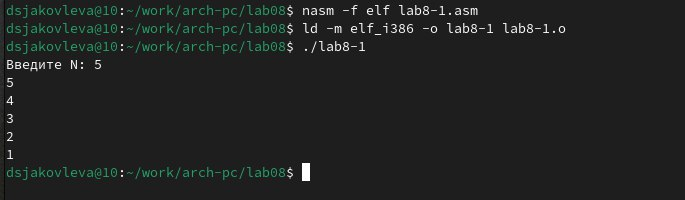 dsjakovleva@10:~/work/arch-pc/lab08$ nasm -f elf lab8-1.asm
dsjakovleva@10:~/work/arch-pc/lab08$ ld -m elf_i386 -o lab8-1 lab8-1.o
dsjakovleva@10:~/work/arch-pc/lab08$ ./lab8-1
Введите N: 5
5
4
3
2
1
dsjakovleva@10:~/work/arch-pc/lab08$